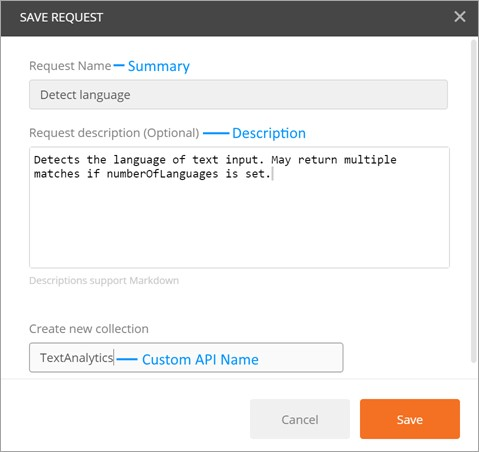 SAVE REQUEST
Request Name Summary
Detect language
Request description (Optional) Description
Detects the language of text input. May return multiple
matches if numberOfLanguages is set.
Descriptions support Markdown
Create new collection
TextAnalytics Custom API Name
Cancel Save